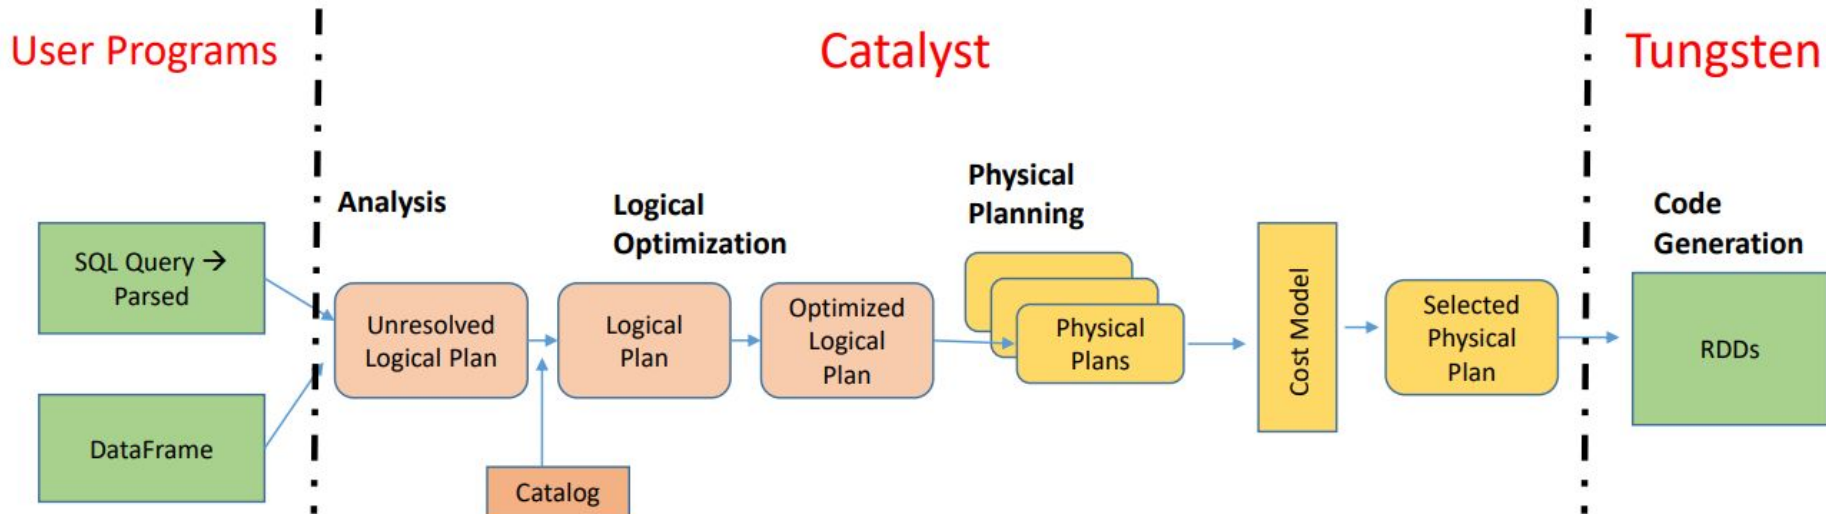 User Programs
Catalyst
Tungsten
Analysis
Logical
Optimization
Physical
Planning
Code
Generation
SQL Query →
Parsed
DataFrame
Unresolved
Logical Plan
Catalog
Logical
Plan
Optimized
Logical
Plan
Physical
Plans
Cost Model
Selected
Physical
Plan
RDDs